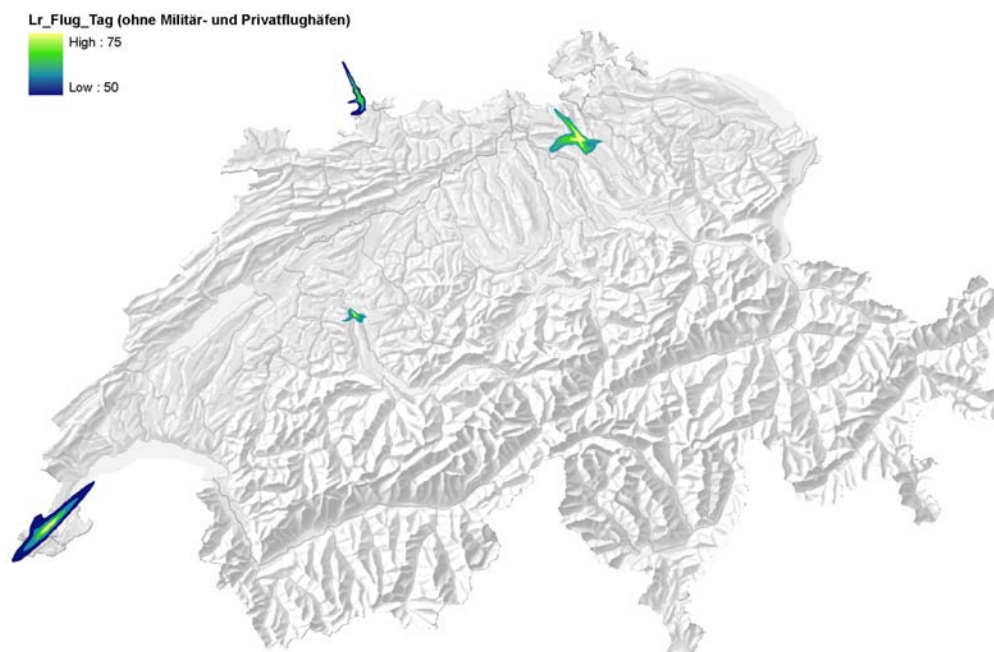 Lr_Flug_Tag (ohne Militär- und Privatflughäfen)
High : 75
Low : 50